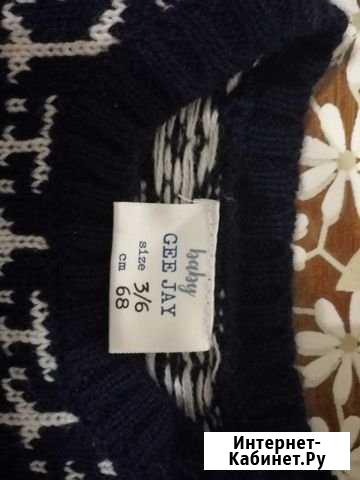 baby
GEE JAY
size 3/6
cm 68
Интернет-
Кабинет.Ру